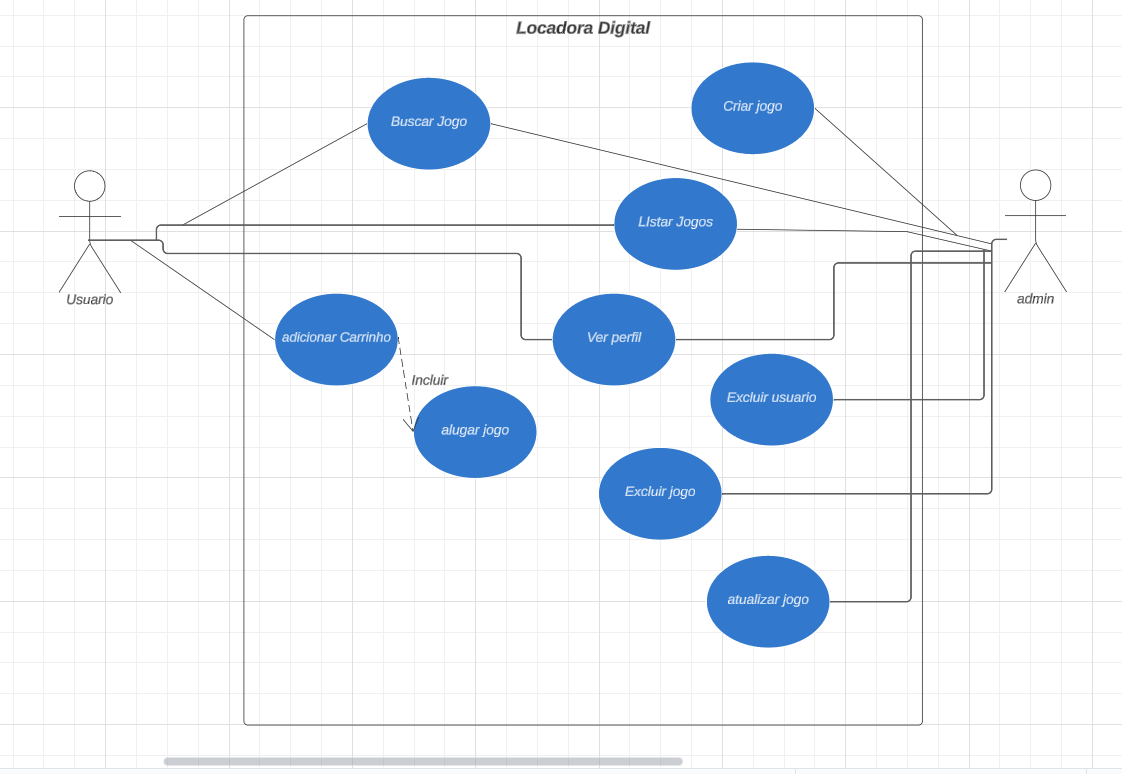 Locadora Digital
Buscar Jogo
Criar jogo
LIstar Jogos
Usuario
admin
adicionar Carrinho
Ver perfil
Incluir
Excluir usuario
alugar jogo
Excluir jogo
atualizar jogo